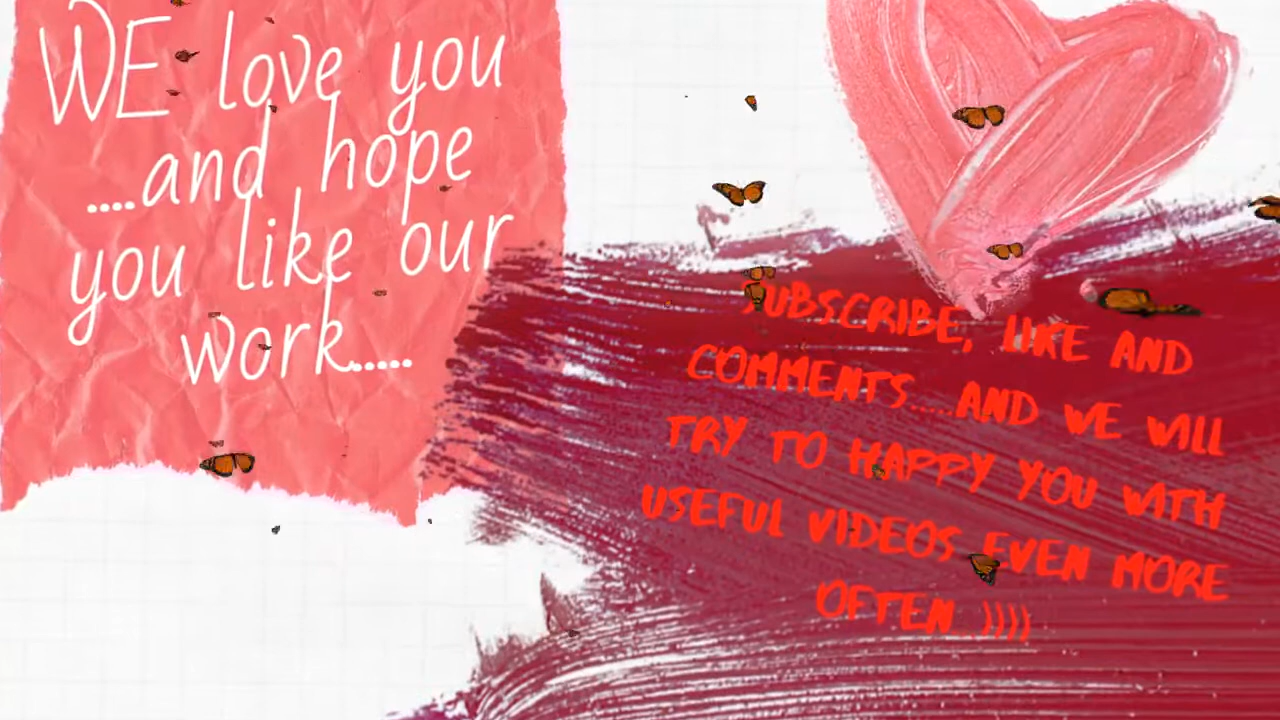 WE love you
....and hope
you like our
work.....
SUBSCRIBE, LIKE AND
COMMENTS.....AND WE WILL
TRY TO HAPPY YOU WITH
USEFUL VIDEOS EVEN MORE
OFTEN...))))